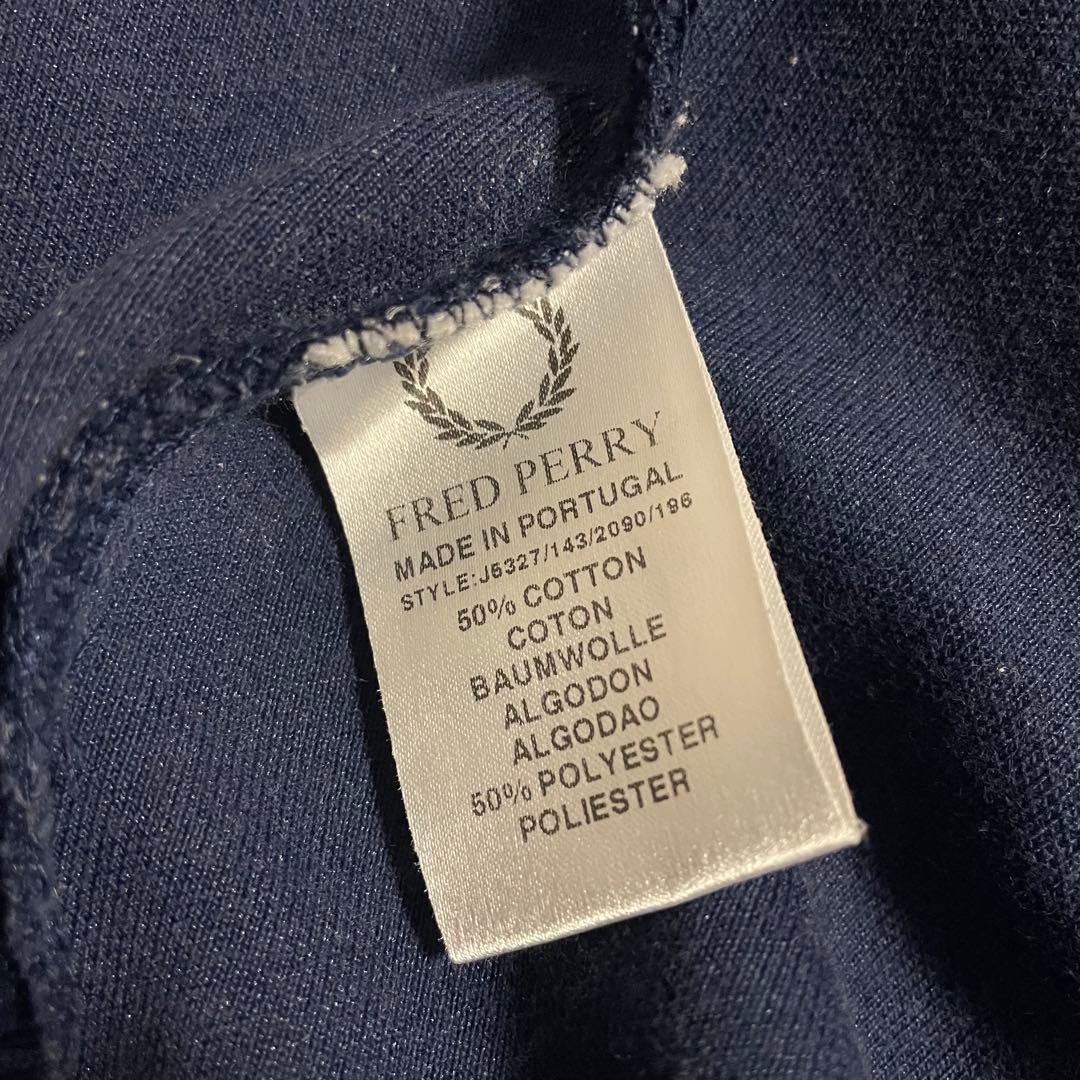 FRED PERRY
MADE IN PORTUGAL
STYLE:J6327/143/2090/196
50% COTTON
COTON
BAUMWOLLE
ALGODON
ALGODAO
50% POLYESTER
POLIESTER